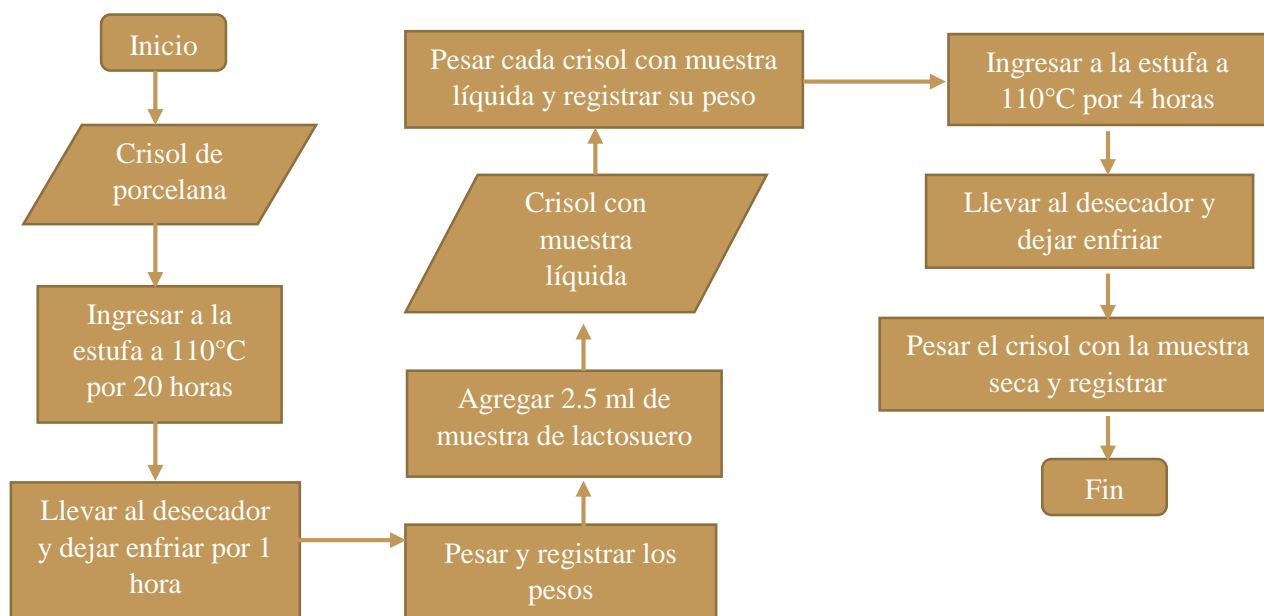 Inicio
Crisol de
porcelana
Ingresar a la
estufa a 110°C
por 20 horas
Llevar al desecador
y dejar enfriar por 1
hora
Pesar y registrar los
pesos
Agregar 2.5 ml de
muestra de lactosuero
Crisol con
muestra
líquida
Pesar cada crisol con muestra
líquida y registrar su peso
Ingresar a la estufa a
110°C por 4 horas
Llevar al desecador y
dejar enfriar
Pesar el crisol con la muestra
seca y registrar
Fin